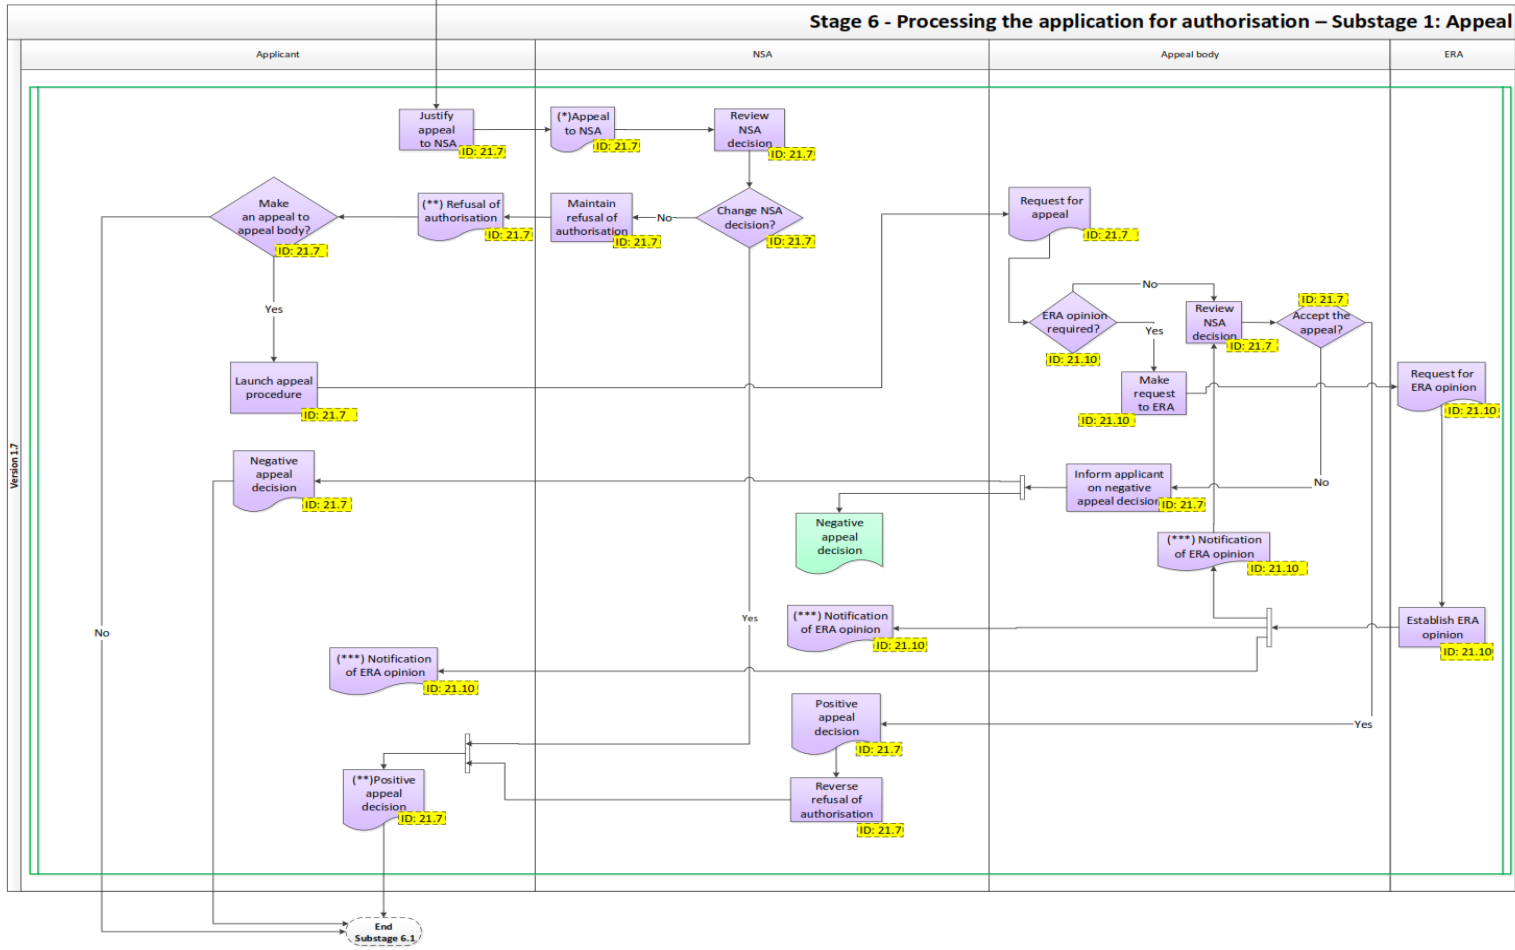 Stage 6 - Processing the application for authorisation – Substage 1: Appeal
Applicant
NSA
Appeal body
ERA
Version 1.7
Justify
appeal
to NSA
ID: 21.7
(*)Appeal
to NSA
ID: 21.7
Review
NSA
decision
ID: 21.7
Make
an appeal to
appeal body?
ID: 21.7
(**) Refusal of
authorisation
ID: 21.7
Maintain
refusal of
authorisation
ID: 21.7
No
Change NSA
decision?
ID: 21.7
Request for
appeal
ID: 21.7
Yes
ERA opinion
required?
ID: 21.10
No
Yes
Review
NSA
decision
ID: 21.7
ID: 21.7
Accept the
appeal?
Launch appeal
procedure
ID: 21.7
Make
request
to ERA
ID: 21.10
Request for
ERA opinion
ID: 21.10
Negative
appeal
decision
ID: 21.7
Inform applicant
on negative
appeal decision
ID: 21.7
No
Negative
appeal
decision
(***) Notification
of ERA opinion
ID: 21.10
No
Yes
(***) Notification
of ERA opinion
ID: 21.10
Establish ERA
opinion
ID: 21.10
(***) Notification
of ERA opinion
ID: 21.10
Positive
appeal
decision
ID: 21.7
Yes
(**)Positive
appeal
decision
ID: 21.7
Reverse
refusal of
authorisation
ID: 21.7
End
Substage 6.1